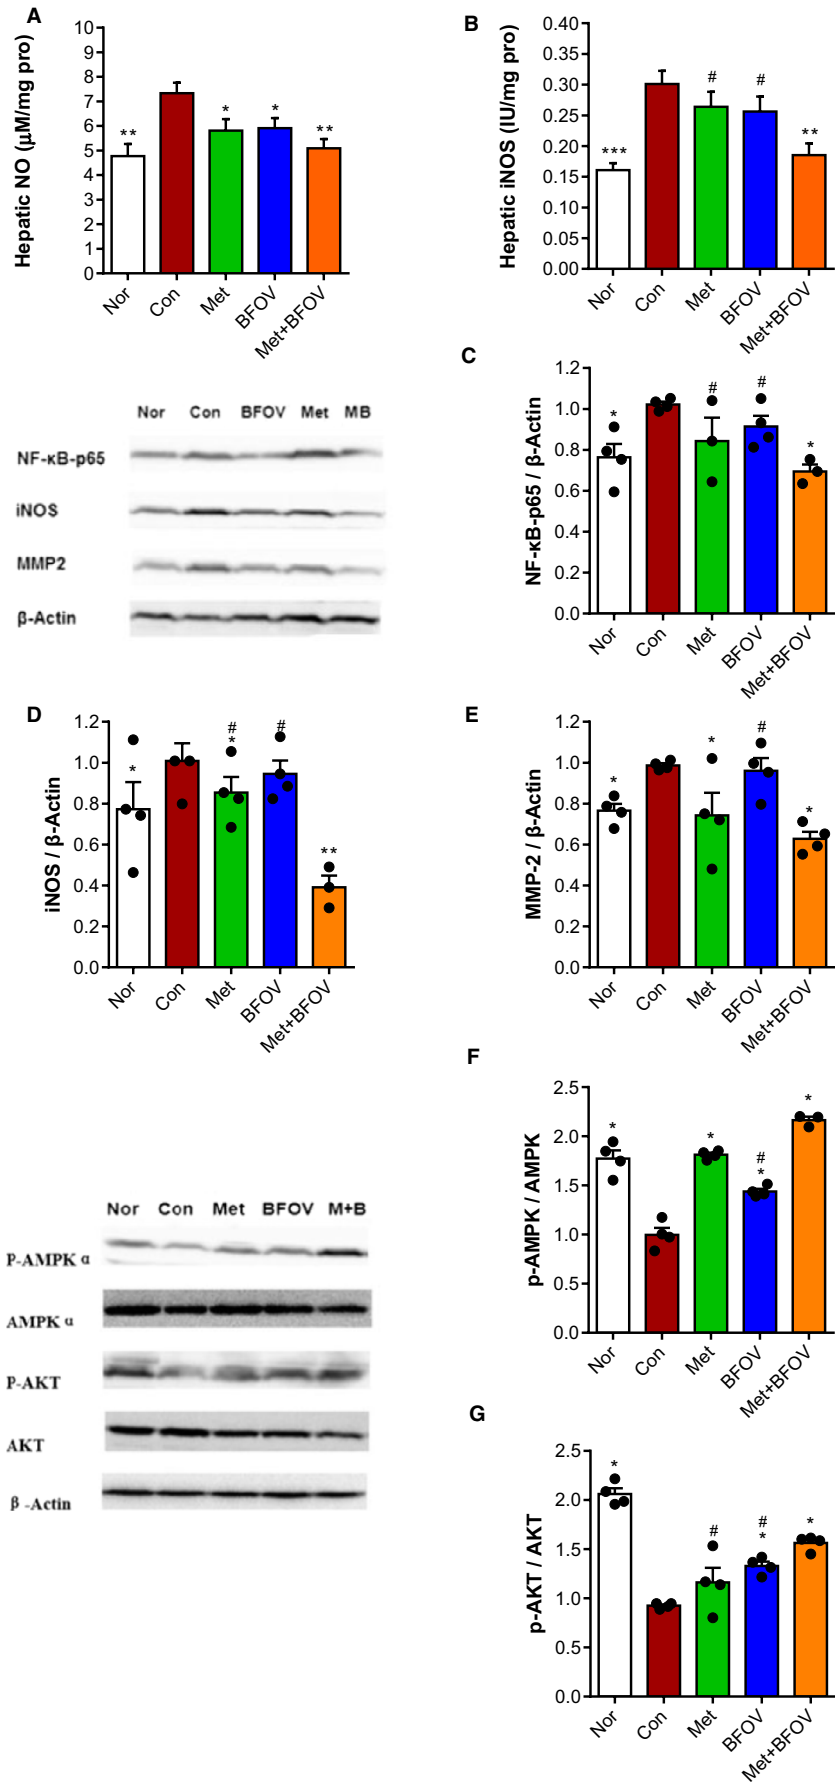 A
Hepatic NO (μM/mg pro)
10
9
8
7
6
5
4
3
2
1
0
**
*
*
**
Nor
Con
Met
BFOV
Met+BFOV
B
Hepatic iNOS (IU/mg pro)
0.40
0.35
0.30
0.25
0.20
0.15
0.10
0.05
0.00
***
#
#
**
Nor
Con
Met
BFOV
Met+BFOV
Nor Con BFOV Met MB
NF-κB-p65
iNOS
MMP2
β-Actin
C
NF-κB-p65 / β-Actin
1.2
1.0
0.8
0.6
0.4
0.2
0.0
*
#
#
*
Nor
Con
Met
BFOV
Met+BFOV
D
iNOS / β-Actin
1.2
1.0
0.8
0.6
0.4
0.2
0.0
*
#
*
#
**
Nor
Con
Met
BFOV
Met+BFOV
E
MMP-2 / β-Actin
1.2
1.0
0.8
0.6
0.4
0.2
0.0
*
*
#
*
Nor
Con
Met
BFOV
Met+BFOV
Nor Con Met BFOV M+B
P-AMPK α
AMPK α
P-AKT
AKT
β -Actin
F
p-AMPK / AMPK
2.5
2.0
1.5
1.0
0.5
0.0
*
*
#
*
*
Nor
Con
Met
BFOV
Met+BFOV
G
p-AKT / AKT
2.5
2.0
1.5
1.0
0.5
0.0
*
#
#
*
*
Nor
Con
Met
BFOV
Met+BFOV